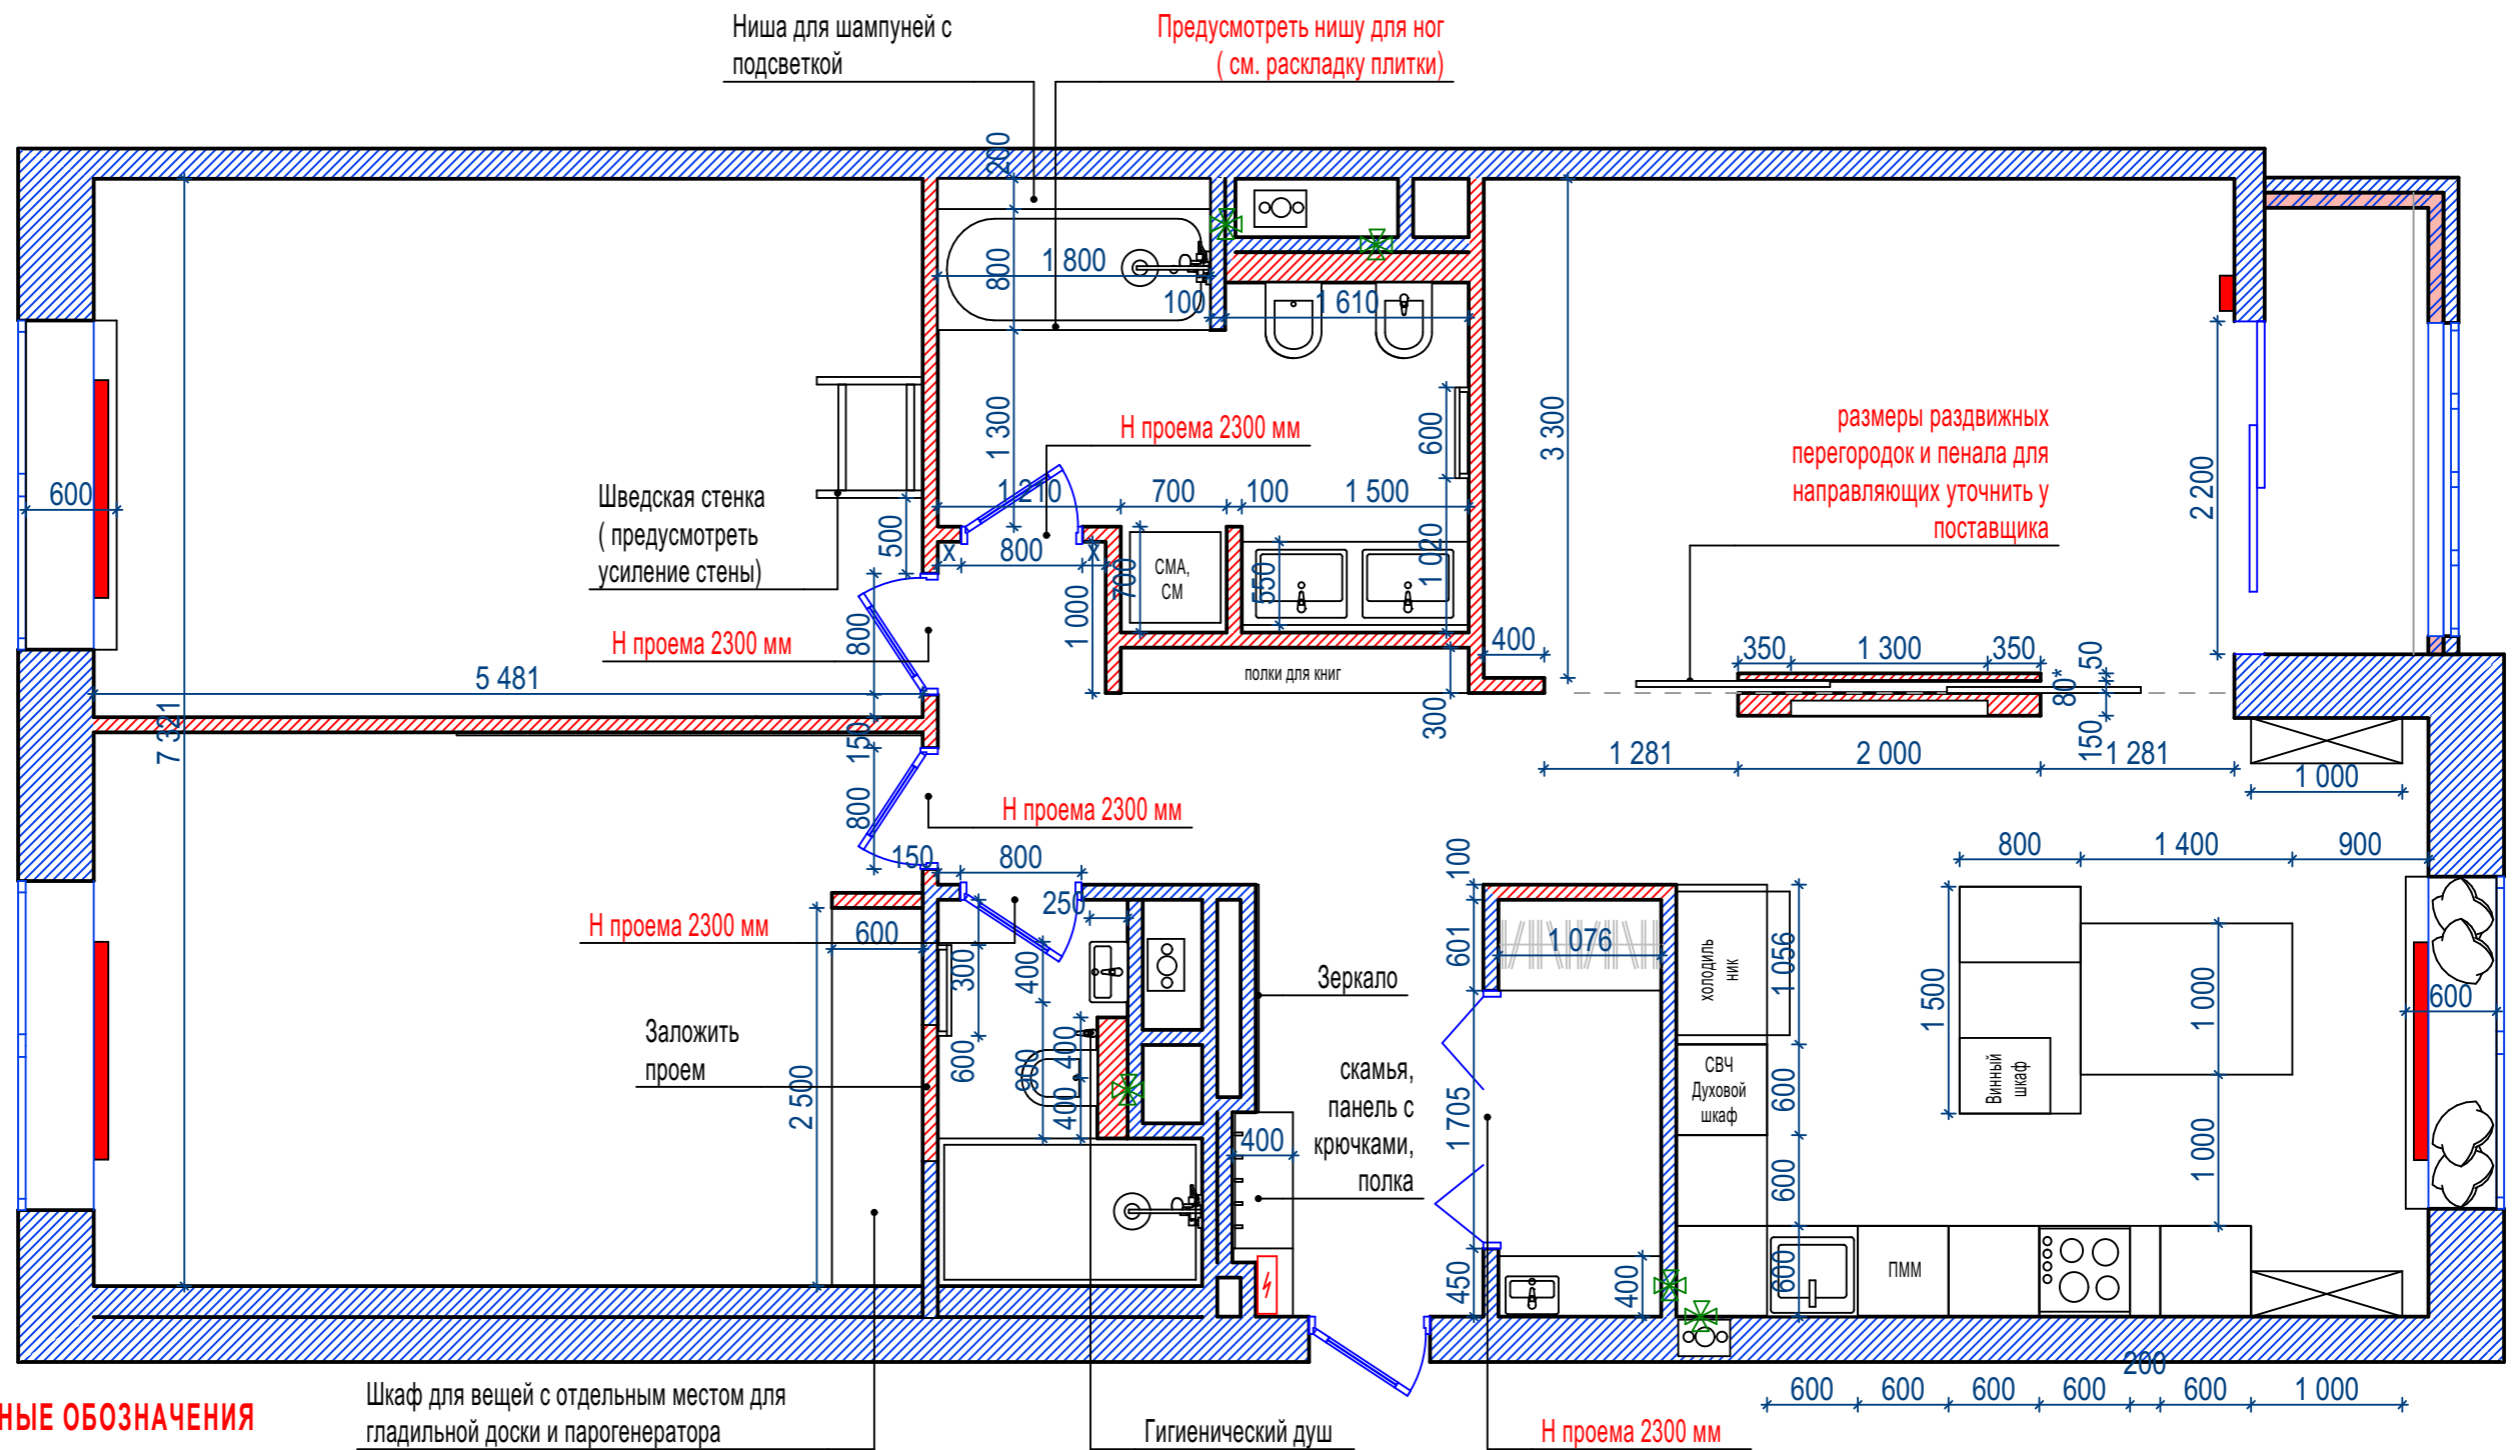 Ниша для шампуней с
подсветкой
Предусмотреть нишу для ног
( см. раскладку плитки)
200
800
1 800
100
1 610
1 300
Н проема 2300 мм
600
3 300
размеры раздвижных
перегородок и пенала для
направляющих уточнить у
поставщика
2 200
600
Шведская стенка
( предусмотреть
усиление стены)
500
1 210
700
100
1 500
X
800
X
700
СМА,
СМ
550
1 020
1 000
Н проема 2300 мм
800
400
350
1 300
350
50
80*
полки для книг
5 481
7 321
150
300
150
1 281
2 000
1 281
1 000
800
Н проема 2300 мм
150
800
100
800
1 400
900
250
Н проема 2300 мм
600
300
400
601
1 076
холодиль
ник
1 056
1 500
1 000
600
Зеркало
Заложить
проем
600
900
400
400
2 500
скамья,
панель с
крючками,
полка
400
1 705
СВЧ
Духовой
шкаф
600
Винный
шкаф
1 000
600
450
400
600
ПММ
200
600
600
600
600
600
1 000
НЫЕ ОБОЗНАЧЕНИЯ
Шкаф для вещей с отдельным местом для
гладильной доски и парогенератора
Гигиенический душ
Н проема 2300 мм